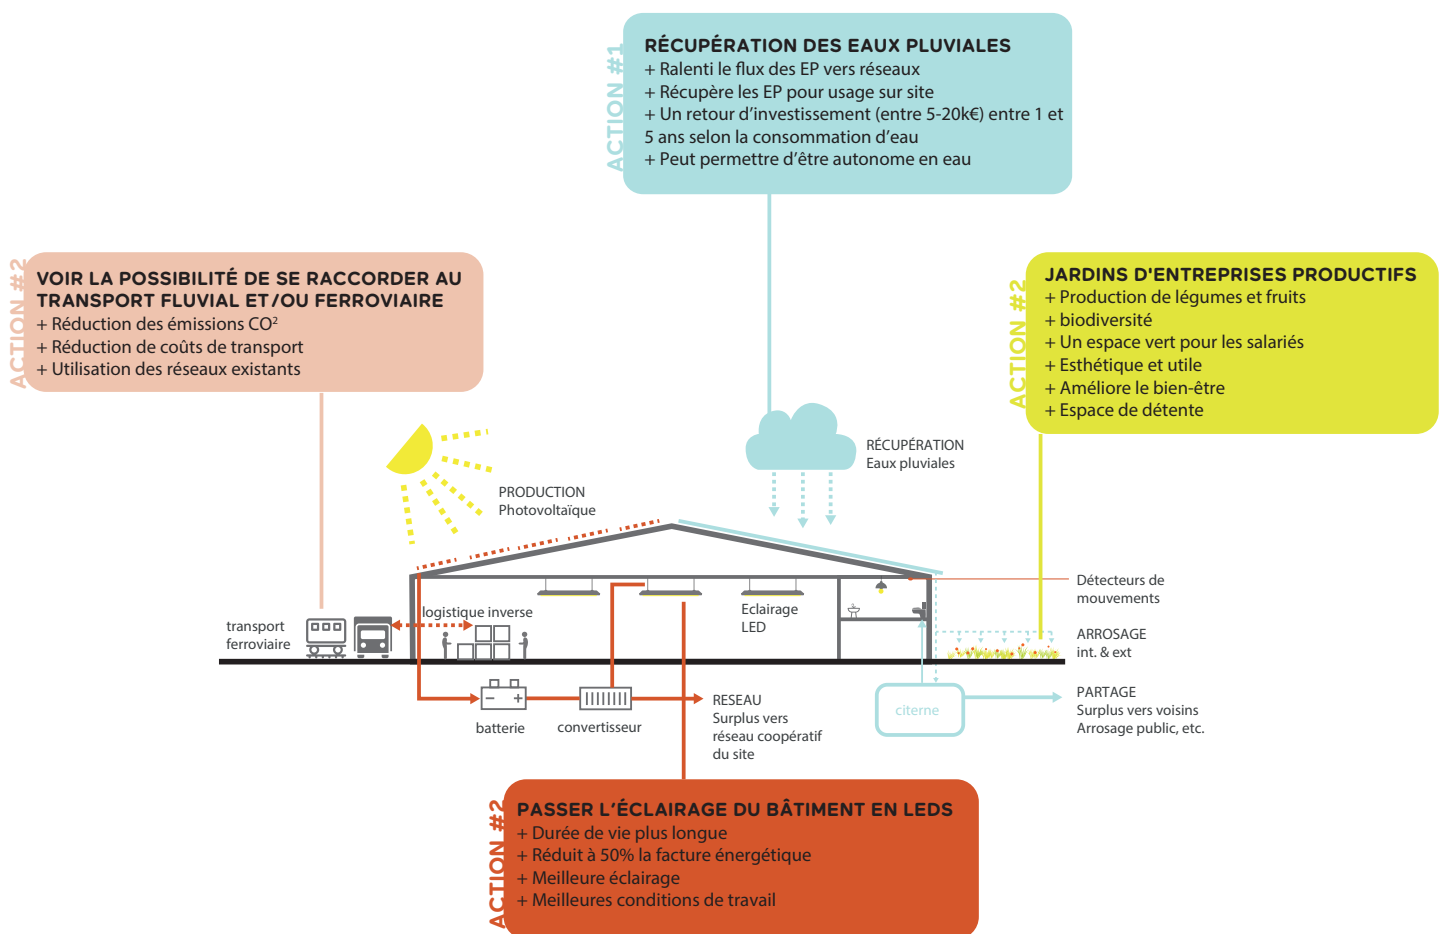 ACTION #1
RÉCUPÉRATION DES EAUX PLUVIALES
+ Ralenti le flux des EP vers réseaux
+ Récupère les EP pour usage sur site
+ Un retour d’investissement (entre 5-20k€) entre 1 et
5 ans selon la consommation d’eau
+ Peut permettre d’être autonome en eau
ACTION #2
VOIR LA POSSIBILITÉ DE SE RACCORDER AU
TRANSPORT FLUVIAL ET/OU FERROVIAIRE
+ Réduction des émissions CO²
+ Réduction de coûts de transport
+ Utilisation des réseaux existants
ACTION #2
JARDINS D'ENTREPRISES PRODUCTIFS
+ Production de légumes et fruits
+ biodiversité
+ Un espace vert pour les salariés
+ Esthétique et utile
+ Améliore le bien-être
+ Espace de détente
RÉCUPÉRATION
Eaux pluviales
PRODUCTION
Photovoltaïque
Détecteurs de
mouvements
logistique inverse
Eclairage
LED
transport
ferroviaire
ARROSAGE
int. & ext
batterie
convertisseur
RESEAU
Surplus vers
réseau coopératif
du site
citerne
PARTAGE
Surplus vers voisins
Arrosage public, etc.
ACTION #2
PASSER L’ÉCLAIRAGE DU BÂTIMENT EN LEDS
+ Durée de vie plus longue
+ Réduit à 50% la facture énergétique
+ Meilleure éclairage
+ Meilleures conditions de travail